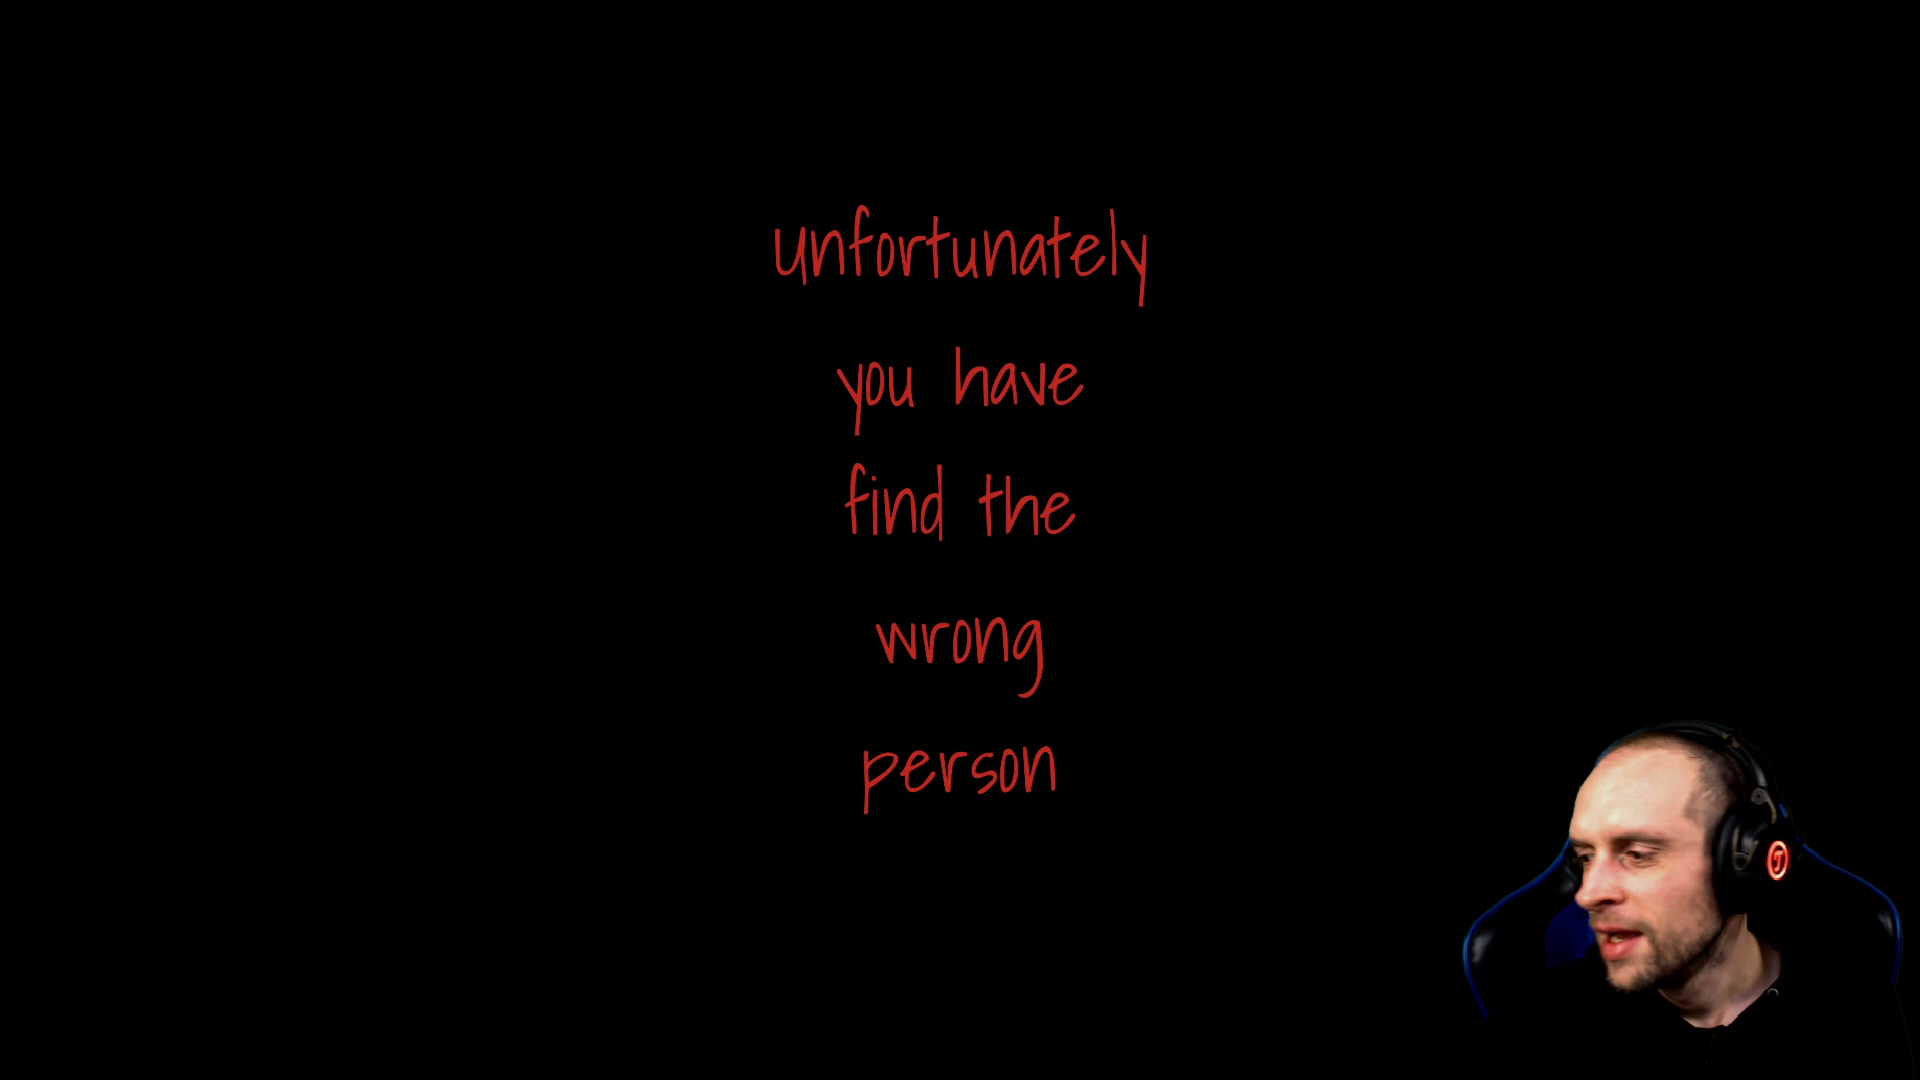 Unfortunately
you have
find the
wrong
person